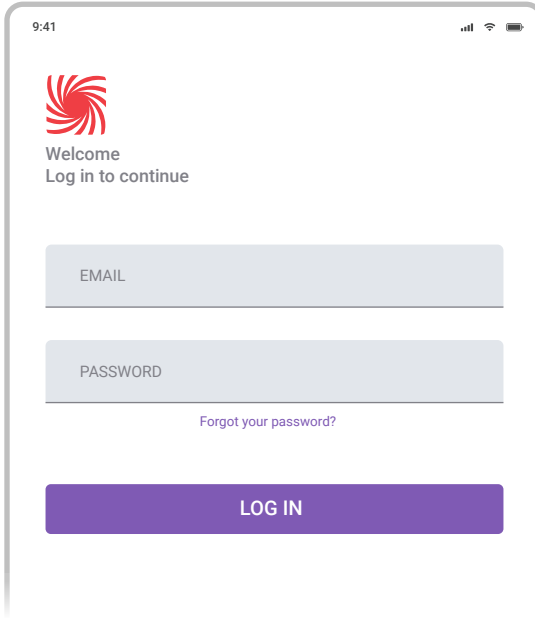 9:41
Welcome
Log in to continue
EMAIL
PASSWORD
Forgot your password?
LOG IN